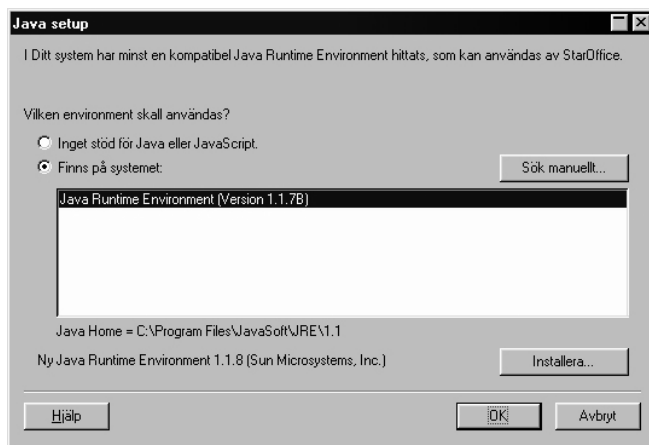 Java setup
I Ditt system har minst en kompatibel Java Runtime Environment hittats, som kan användas av StarOffice.
Vilken environment skall användas?
Inget stöd för Java eller JavaScript.
Finns på systemet:
Sök manuellt...
Java Runtime Environment (Version 1.1.7B)
Java Home = C:\Program Files\JavaSoft\JRE\1.1
Ny Java Runtime Environment 1.1.8 (Sun Microsystems, Inc.)
Installera...
Hjälp
OK
Avbryt